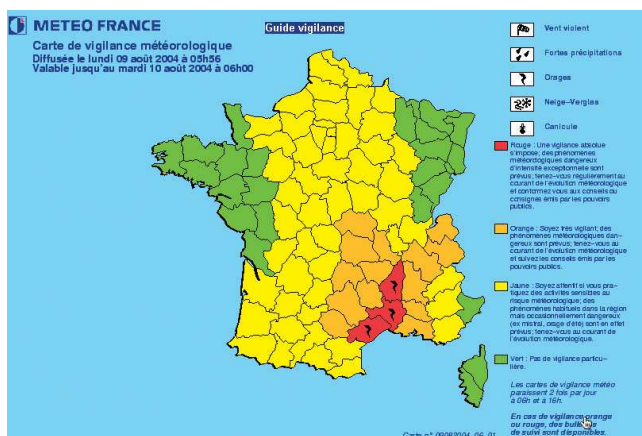 METEO FRANCE
Guide vigilance
Carte de vigilance météorologique
Diffusée le lundi 09 août 2004 à 05h56
Valable jusqu'au mardi 10 août 2004 à 06h00
Vent violent
Fortes précipitations
Orages
Neige-Verglas
Canicule
Rouge : Une vigilance absolue
s'impose; des phénomènes
météorologiques dangereux
d'intensité exceptionnelle sont
prévus; tenez-vous régulièrement au
courant de l'évolution météorologique
et conformez vous aux conseils ou
consignes émis par les pouvoirs
publics.
Orange : Soyez très vigilant; des
phénomènes météorologiques dan-
gereux sont prévus; tenez-vous au
courant de l'évolution météorologique
et suivez les conseils émis par les
pouvoirs publics.
Jaune : Soyez attentif si vous pra-
tiquez des activités sensibles au
risque météorologique; des
phénomènes habituels dans la région
mais occasionnellement dangereux
(ex mistral, orage d'été) sont en effet
prévus; tenez-vous au courant de
l'évolution météorologique.
Vert : Pas de vigilance particu-
lière.
Les cartes de vigilance météo
paraissent 2 fois par jour
à 06h et à 16h.
En cas de vigilance orange
ou rouge, des
de suivi sont disponibles.
Carte n° 09082004_06_01